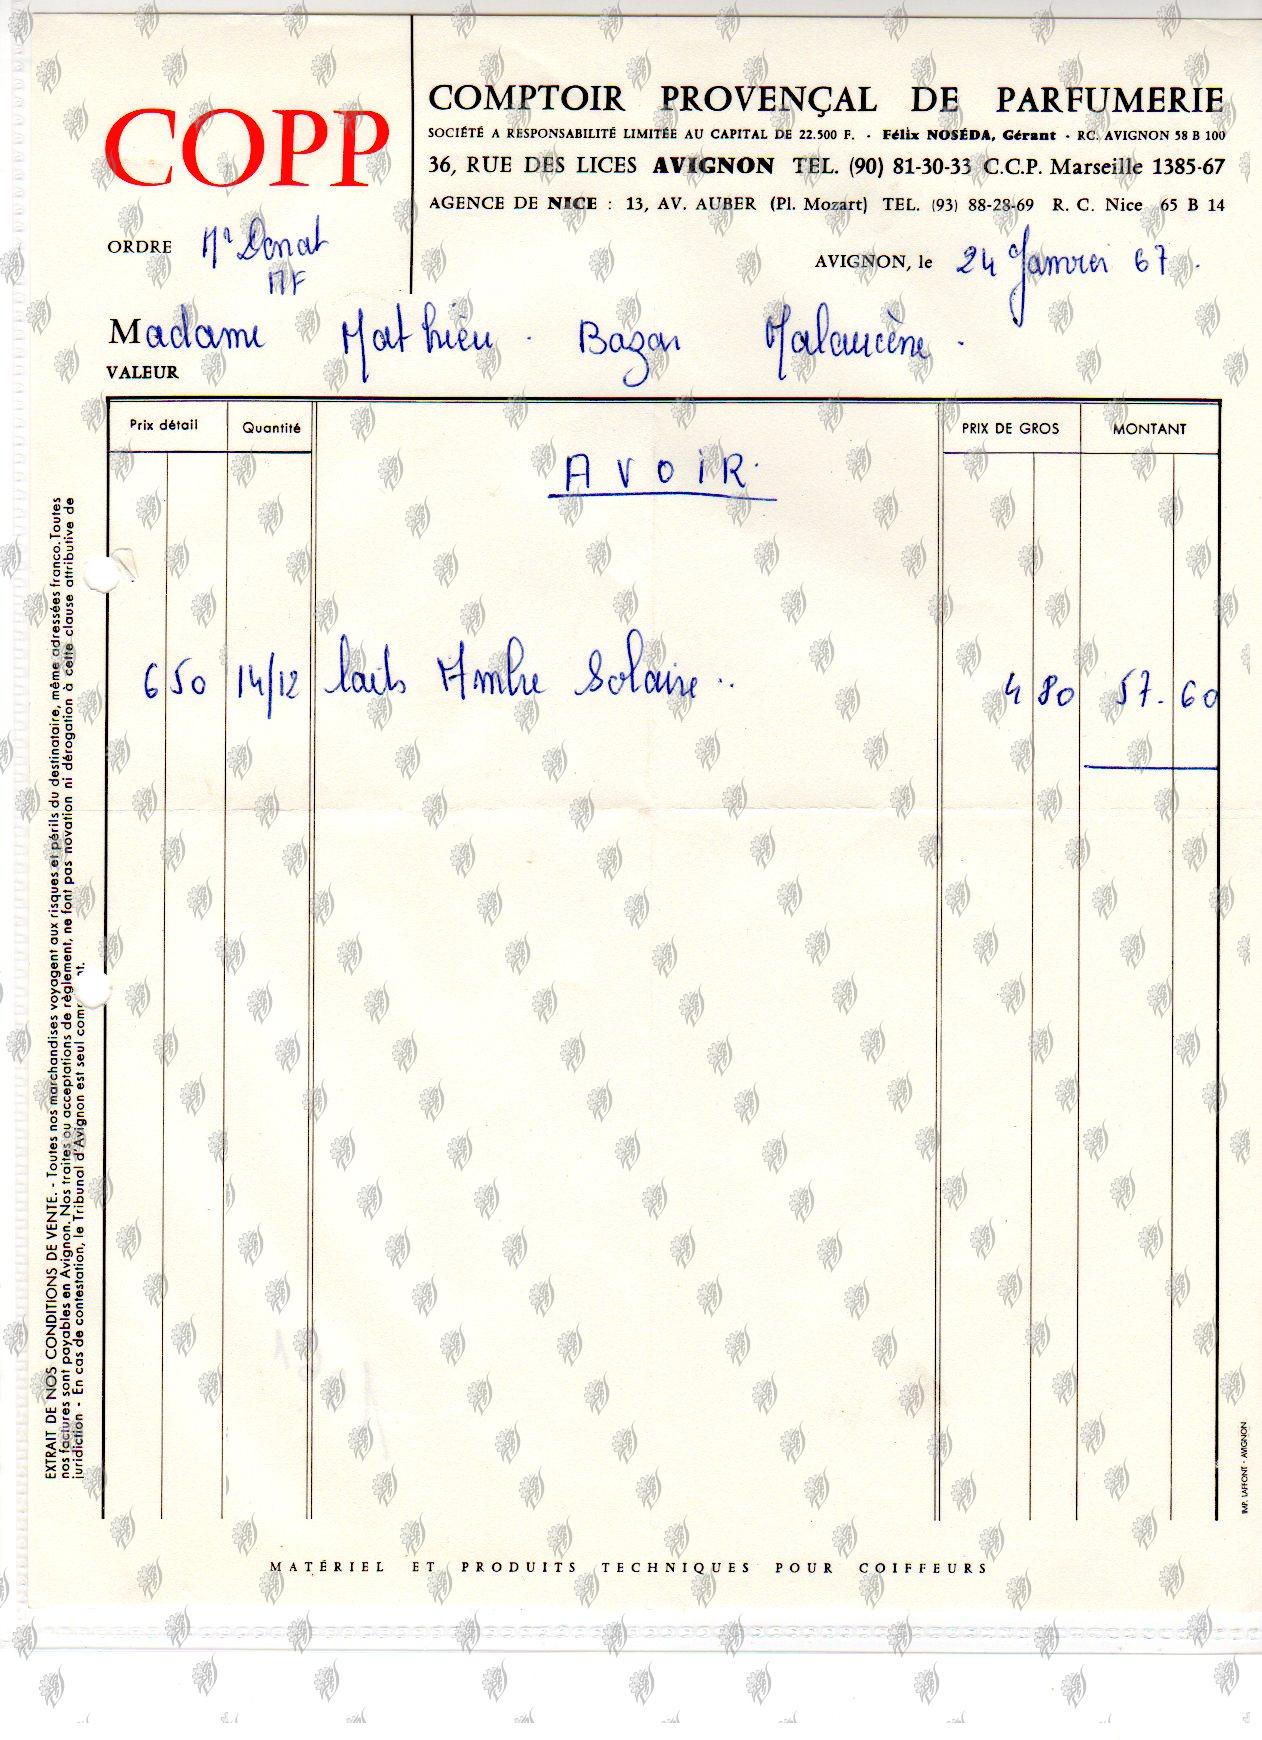 COPP
COMPTOIR PROVENÇAL DE PARFUMERIE
SOCIÉTÉ A RESPONSABILITÉ LIMITÉE AU CAPITAL DE 22.500 F. - Félix NOSÉDA, Gérant - RC. AVIGNON 58 B 100
36, RUE DES LICES AVIGNON TEL. (90) 81-30-33 C.C.P. Marseille 1385-67
AGENCE DE NICE : 13, AV. AUBER (Pl. Mozart) TEL. (93) 88-28-69 R. C. Nice 65 B 14
ORDRE Mr Donat
MF
AVIGNON, le 24 Janvier 67.
Madame Mathieu - Bazar Malaucène.
VALEUR
Prix détail Quantité PRIX DE GROS MONTANT
AVOIR.
6 50 14/12 laits Ambre Solaire.. 4 80 57.60
EXTRAIT DE NOS CONDITIONS DE VENTE. - Toutes nos marchandises voyagent aux risques et périls du destinataire, même adressées franco. Toutes
nos factures sont payables en Avignon. Nos traites ou acceptations de règlement, ne font pas novation ni dérogation à cette clause attributive de
juridiction - En cas de contestation, le Tribunal d'Avignon est seul com nt.
IMP. LAFFONT - AVIGNON
MATÉRIEL ET PRODUITS TECHNIQUES POUR COIFFEURS